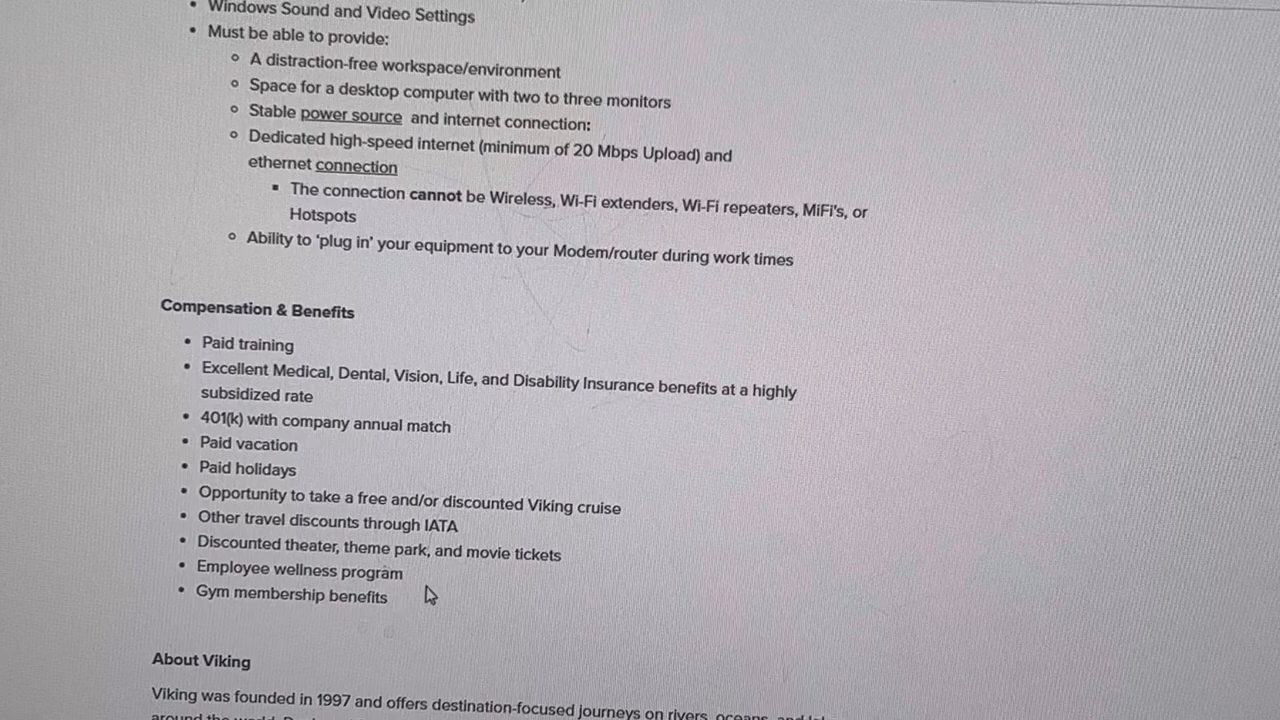 Windows Sound and Video Settings
Must be able to provide:
A distraction-free workspace/environment
Space for a desktop computer with two to three monitors
Stable power source and internet connection:
Dedicated high-speed internet (minimum of 20 Mbps Upload) and
ethernet connection
The connection cannot be Wireless, Wi-Fi extenders, Wi-Fi repeaters, MiFi's, or
Hotspots
Ability to ‘plug in’ your equipment to your Modem/router during work times
Compensation & Benefits
Paid training
Excellent Medical, Dental, Vision, Life, and Disability Insurance benefits at a highly
subsidized rate
401(k) with company annual match
Paid vacation
Paid holidays
Opportunity to take a free and/or discounted Viking cruise
Other travel discounts through IATA
Discounted theater, theme park, and movie tickets
Employee wellness program
Gym membership benefits
About Viking
Viking was founded in 1997 and offers destination-focused journeys on rivers, oceans, and
around the world.